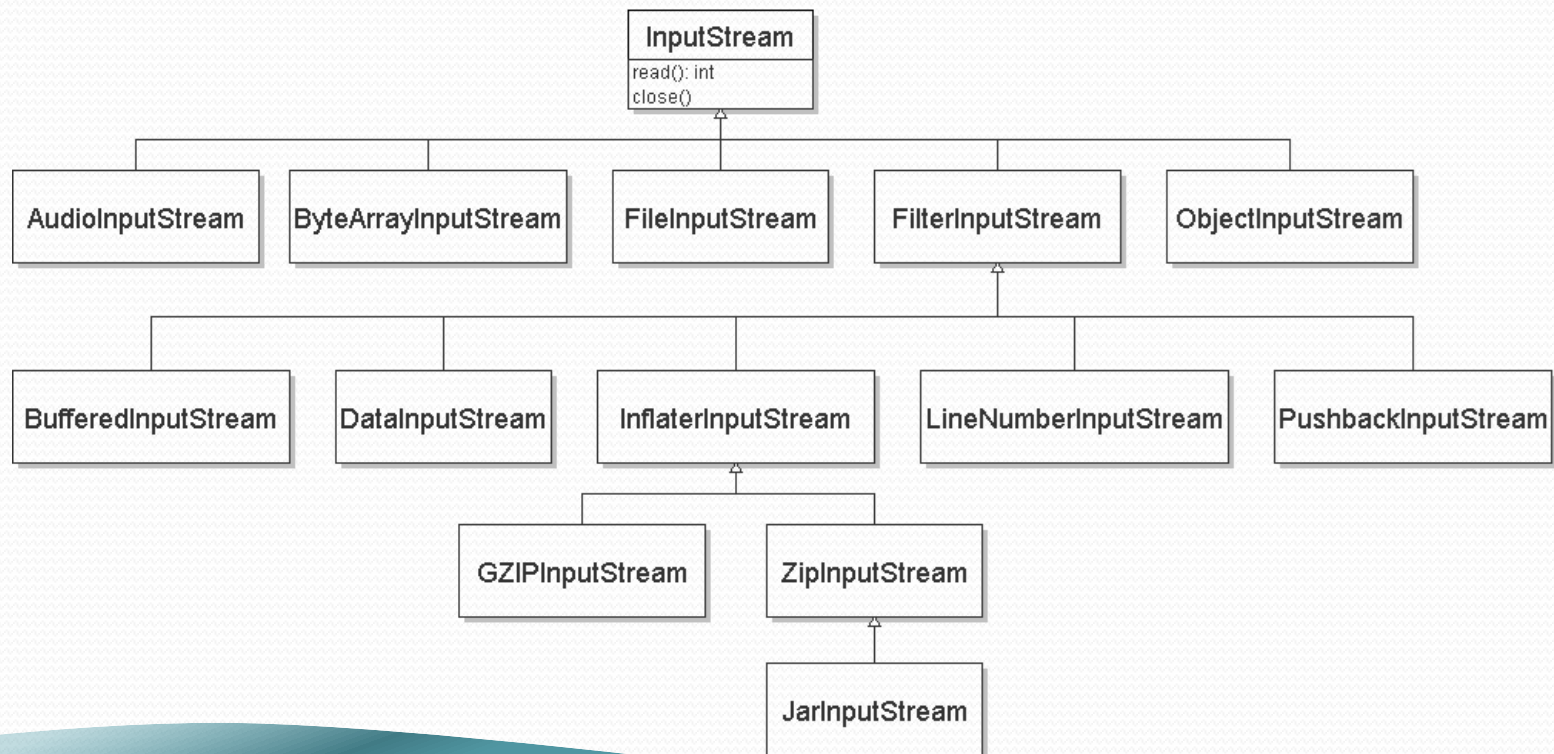 InputStream
read(): int
close()
AudioInputStream
ByteArrayInputStream
FileInputStream
FilterInputStream
ObjectInputStream
BufferedInputStream
DataInputStream
InflaterInputStream
LineNumberInputStream
PushbackInputStream
GZIPInputStream
ZipInputStream
JarInputStream